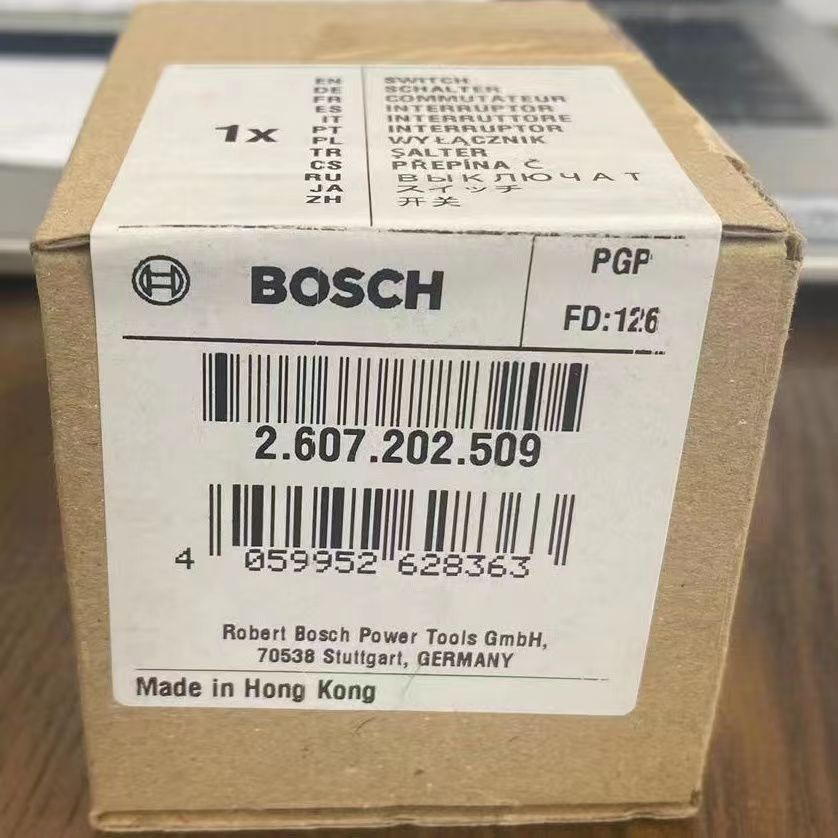 1x
EN SWITCH
DE SCHALTER
FR COMMUTATEUR
ES INTERRUPTOR
IT INTERRUTTORE
PT INTERRUPTOR
PL WYŁĄCZNIK
TR ŞALTER
CS PŘEPÍNA Č
RU ВЫКЛЮЧАТ
JA スイッチ
ZH 开关
BOSCH
PGP
FD:126
2.607.202.509
4 059952 628363
Robert Bosch Power Tools GmbH,
70538 Stuttgart, GERMANY
Made in Hong Kong